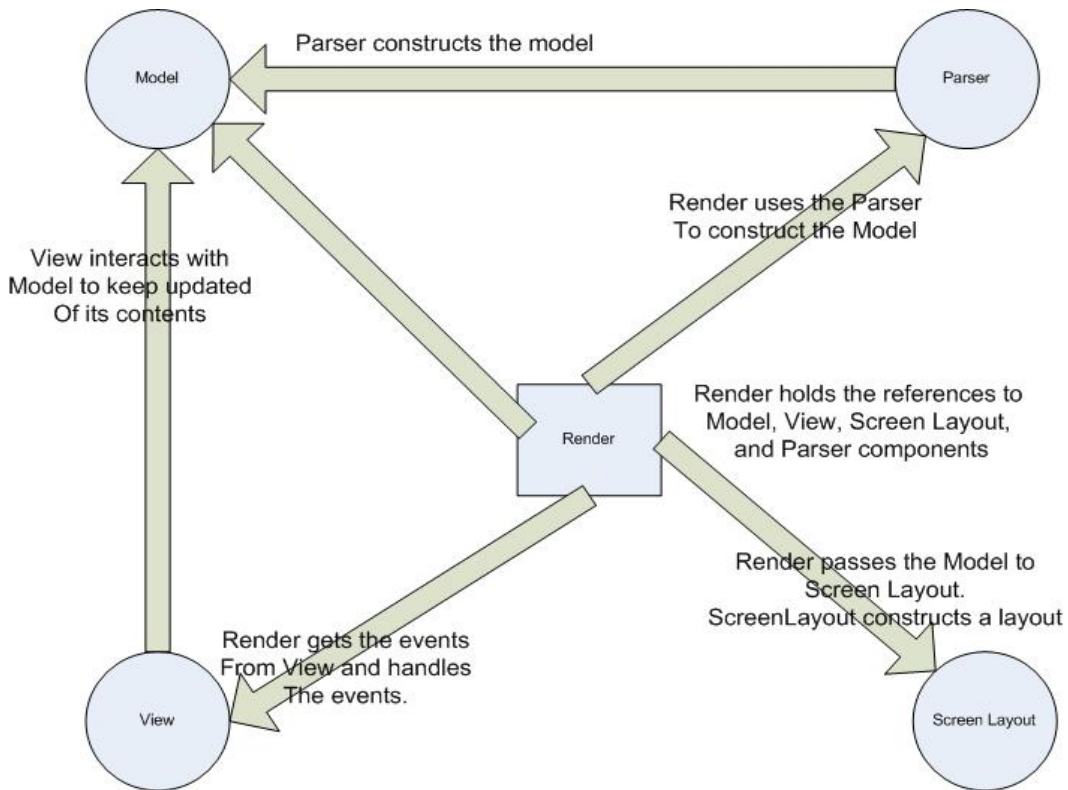 Model
Parser constructs the model
Parser
Render uses the Parser
To construct the Model
View interacts with
Model to keep updated
Of its contents
Render
Render holds the references to
Model, View, Screen Layout,
and Parser components
Render passes the Model to
Screen Layout.
ScreenLayout constructs a layout
Render gets the events
From View and handles
The events.
View
Screen Layout